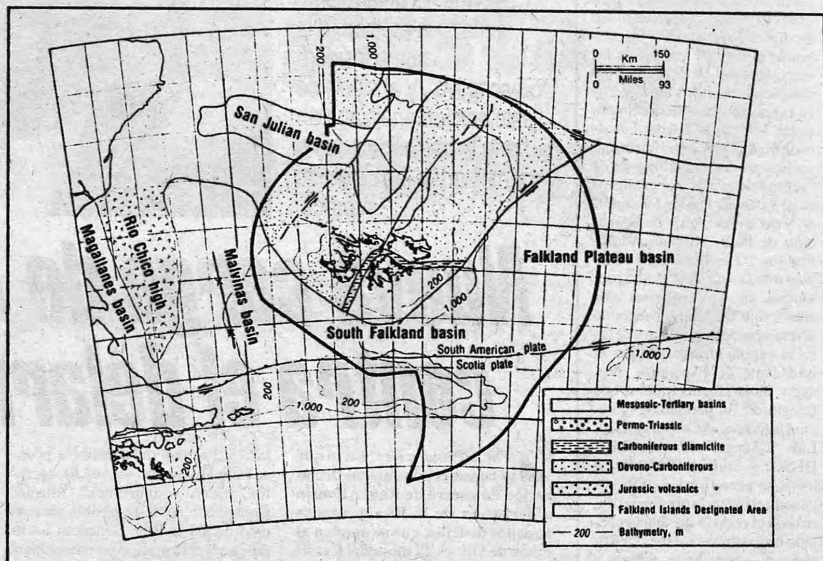 200
1,000
0 Km 150
0 Miles 93
San Julian basin
Rio Chico high
Magallanes basin
Malvinas basin
Falkland Plateau basin
200
1,000
South Falkland basin
South American plate
Scotia plate
1,000
200
200
1,000
200
Mesosoic-Tertiary basins
Permo-Triassic
Carboniferous diamictite
Devono-Carboniferous
Jurassic volcanics
Falkland Islands Designated Area
200 Bathymetry, m